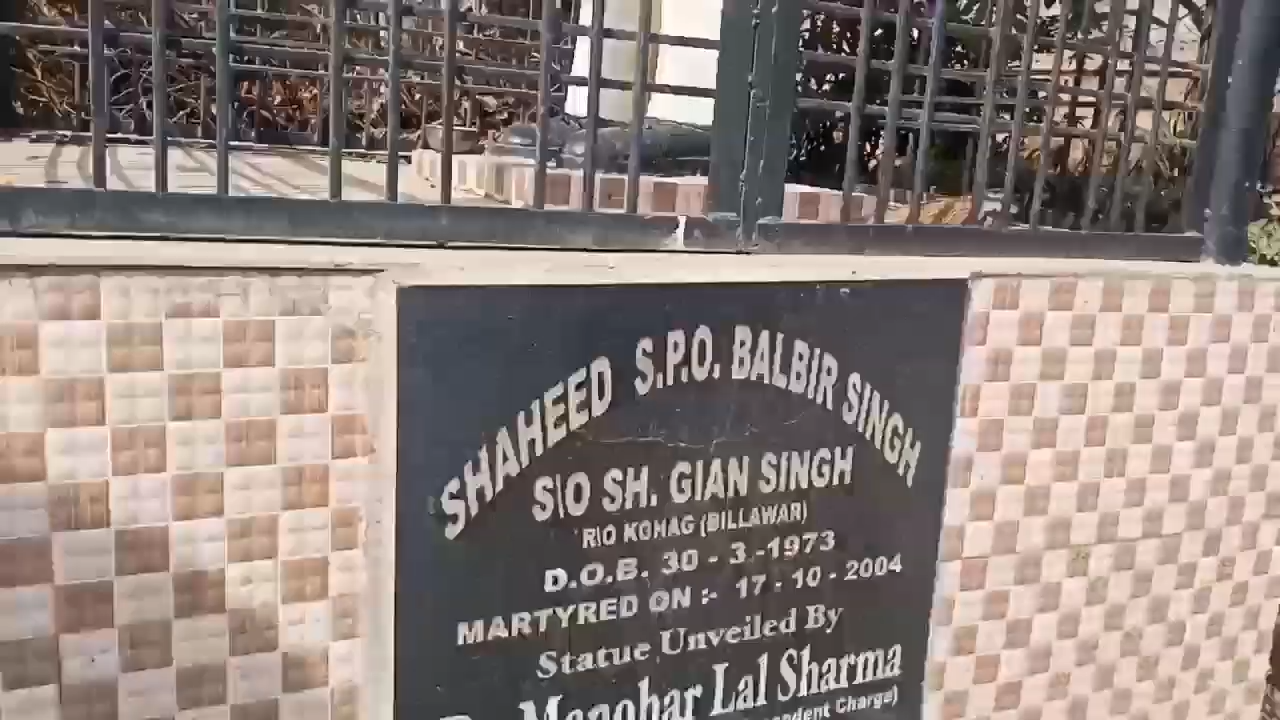 SHAHEED S.P.O. BALBIR SINGH
S\O SH. GIAN SINGH
R\O KOHAG (BILLAWAR)
D.O.B. 30 - 3 - 1973
MARTYRED ON :- 17 - 10 - 2004
Statue Unveiled By
Manohar Lal Sharma
Charge)